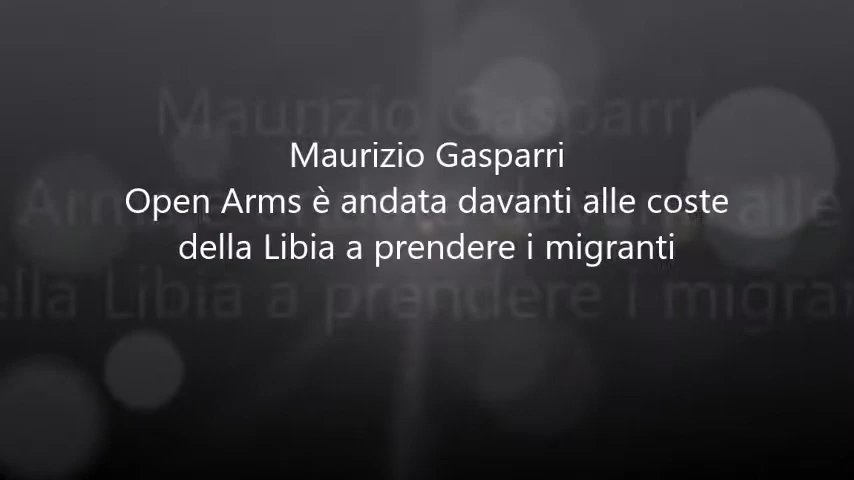 Maurizio Gasparri
Open Arms è andata davanti alle coste
della Libia a prendere i migranti